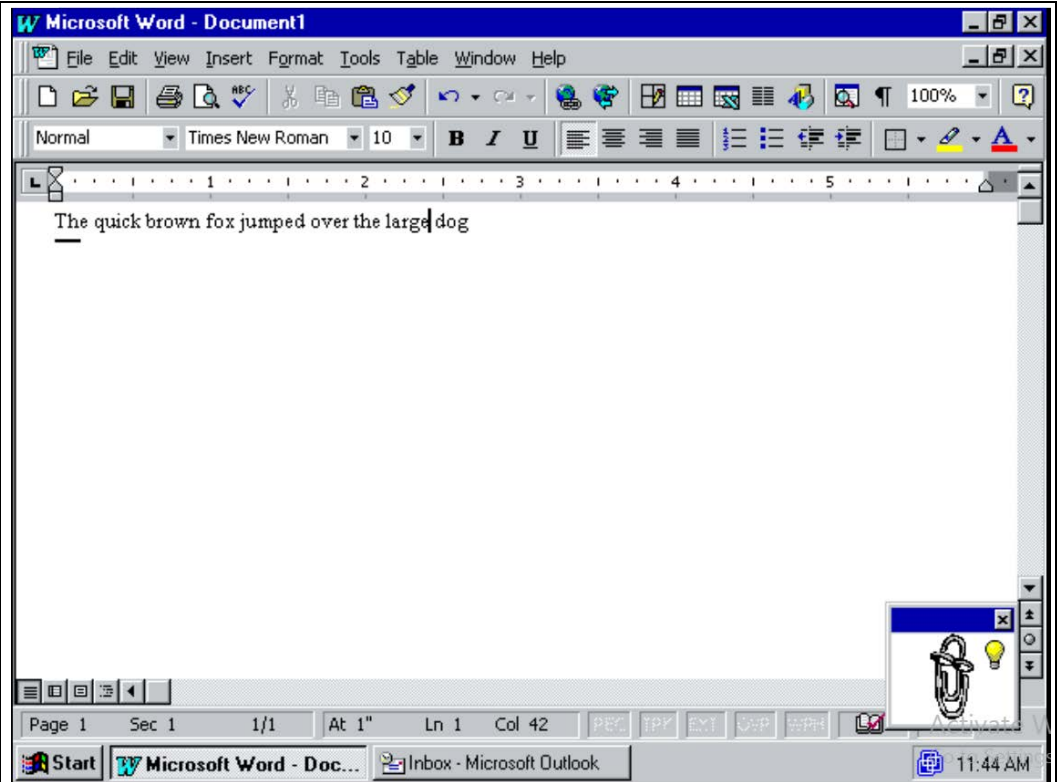 Microsoft Word - Document1
File Edit View Insert Format Tools Table Window Help
ABC 100%
Normal Times New Roman 10 B I U A
1 2 3 4 5
The quick brown fox jumped over the large dog
Page 1 Sec 1 1/1 At 1" Ln 1 Col 42 REC TRK EXT OVR WPH
Activate W
Start Microsoft Word - Doc... Inbox - Microsoft Outlook 11:44 AM